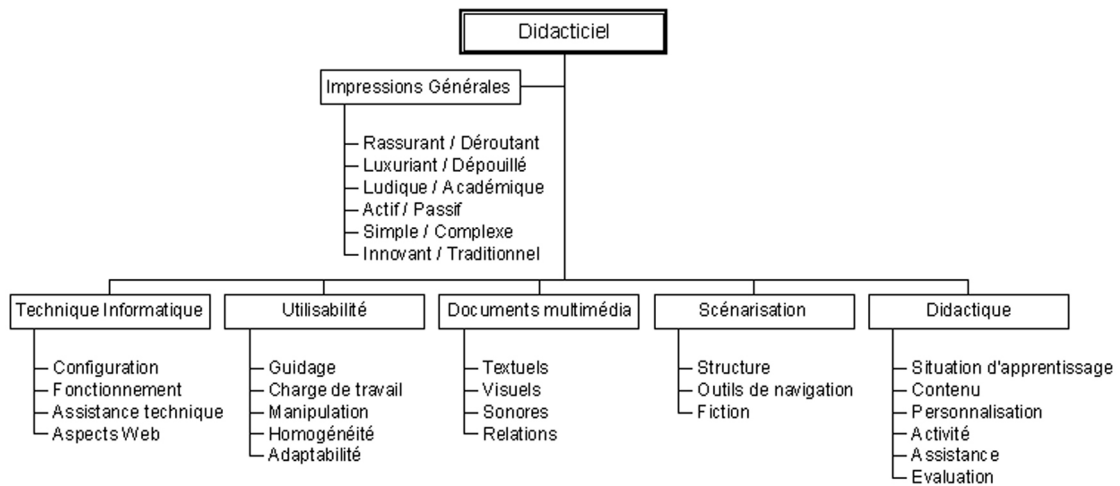 Didacticiel
Impressions Générales
Rassurant / Déroutant
Luxuriant / Dépouillé
Ludique / Académique
Actif / Passif
Simple / Complexe
Innovant / Traditionnel
Technique Informatique
Configuration
Fonctionnement
Assistance technique
Aspects Web
Utilisabilité
Guidage
Charge de travail
Manipulation
Homogénéité
Adaptabilité
Documents multimédia
Textuels
Visuels
Sonores
Relations
Scénarisation
Structure
Outils de navigation
Fiction
Didactique
Situation d'apprentissage
Contenu
Personnalisation
Activité
Assistance
Evaluation